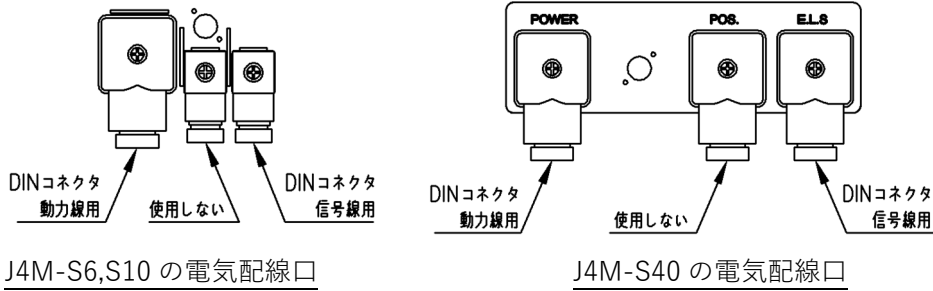 POWER
POS.
E.L.S
DINコネクタ
動力線用
使用しない
DINコネクタ
信号線用
DINコネクタ
動力線用
使用しない
DINコネクタ
信号線用
J4M-S6,S10 の電気配線口
J4M-S40 の電気配線口